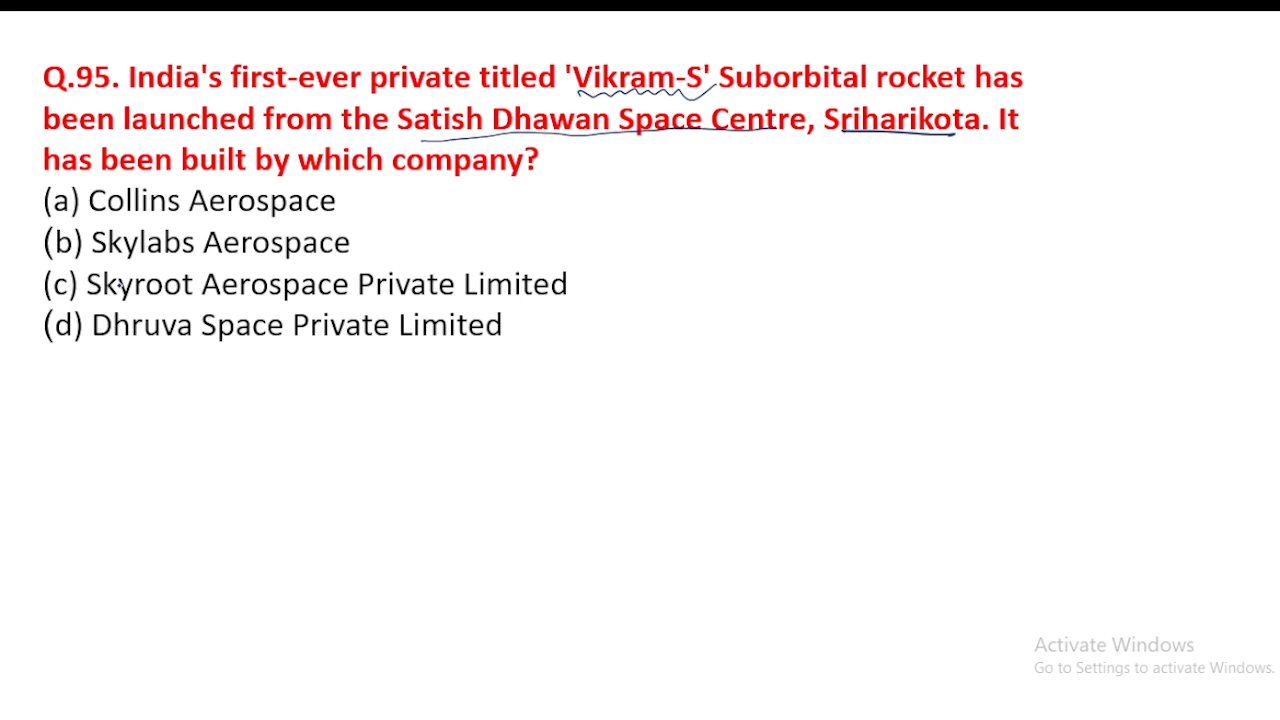 Q.95. India's first-ever private titled 'Vikram-S' Suborbital rocket has
been launched from the Satish Dhawan Space Centre, Sriharikota. It
has been built by which company?
(a) Collins Aerospace
(b) Skylabs Aerospace
(c) Skyroot Aerospace Private Limited
(d) Dhruva Space Private Limited
Activate Windows
Go to Settings to activate Windows.